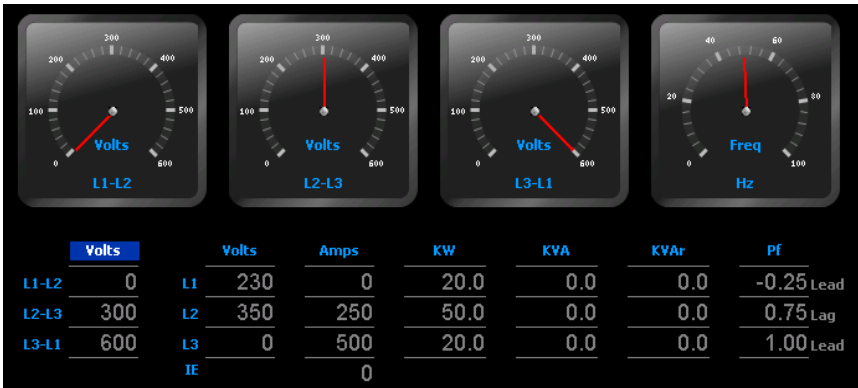 300 300 300 40 60
200 400 200 400 200 400
100 500 100 500 100 500 20 80
Volts Volts Volts Freq
0 600 0 600 0 600 0 100
L1-L2 L2-L3 L3-L1 Hz
Volts Volts Amps KW KVA KVAr Pf
L1-L2 0 L1 230 0 20.0 0.0 0.0 -0.25 Lead
L2-L3 300 L2 350 250 50.0 0.0 0.0 0.75 Lag
L3-L1 600 L3 0 500 20.0 0.0 0.0 1.00 Lead
IE 0